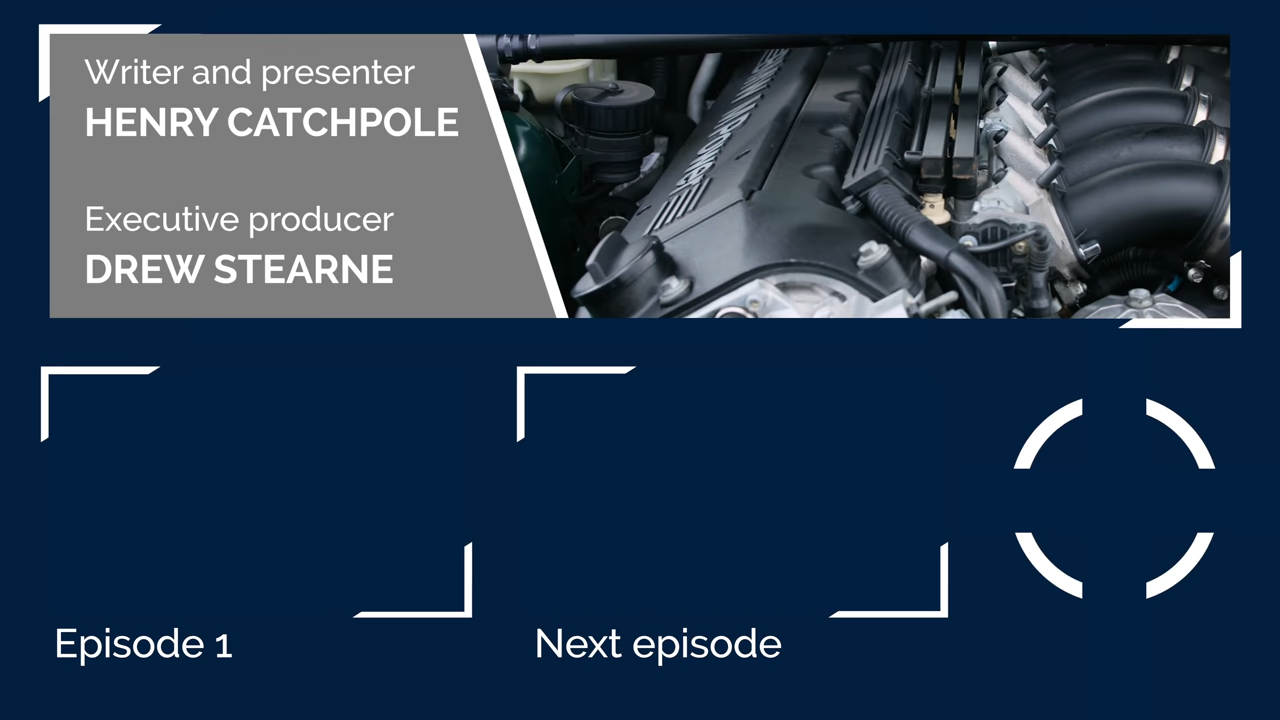 Writer and presenter
HENRY CATCHPOLE
Executive producer
DREW STEARNE
Episode 1
Next episode